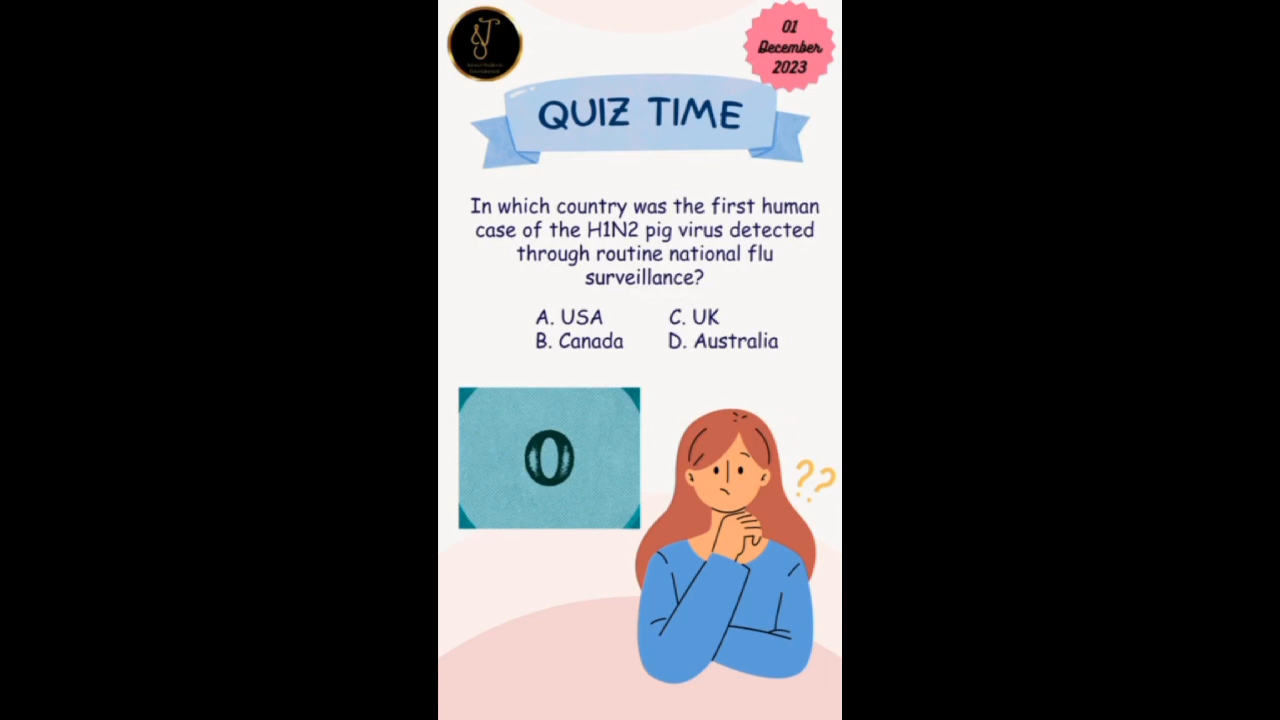 01
December
2023
QUIZ TIME
In which country was the first human
case of the H1N2 pig virus detected
through routine national flu
surveillance?
A. USA
B. Canada
C. UK
D. Australia
0
??